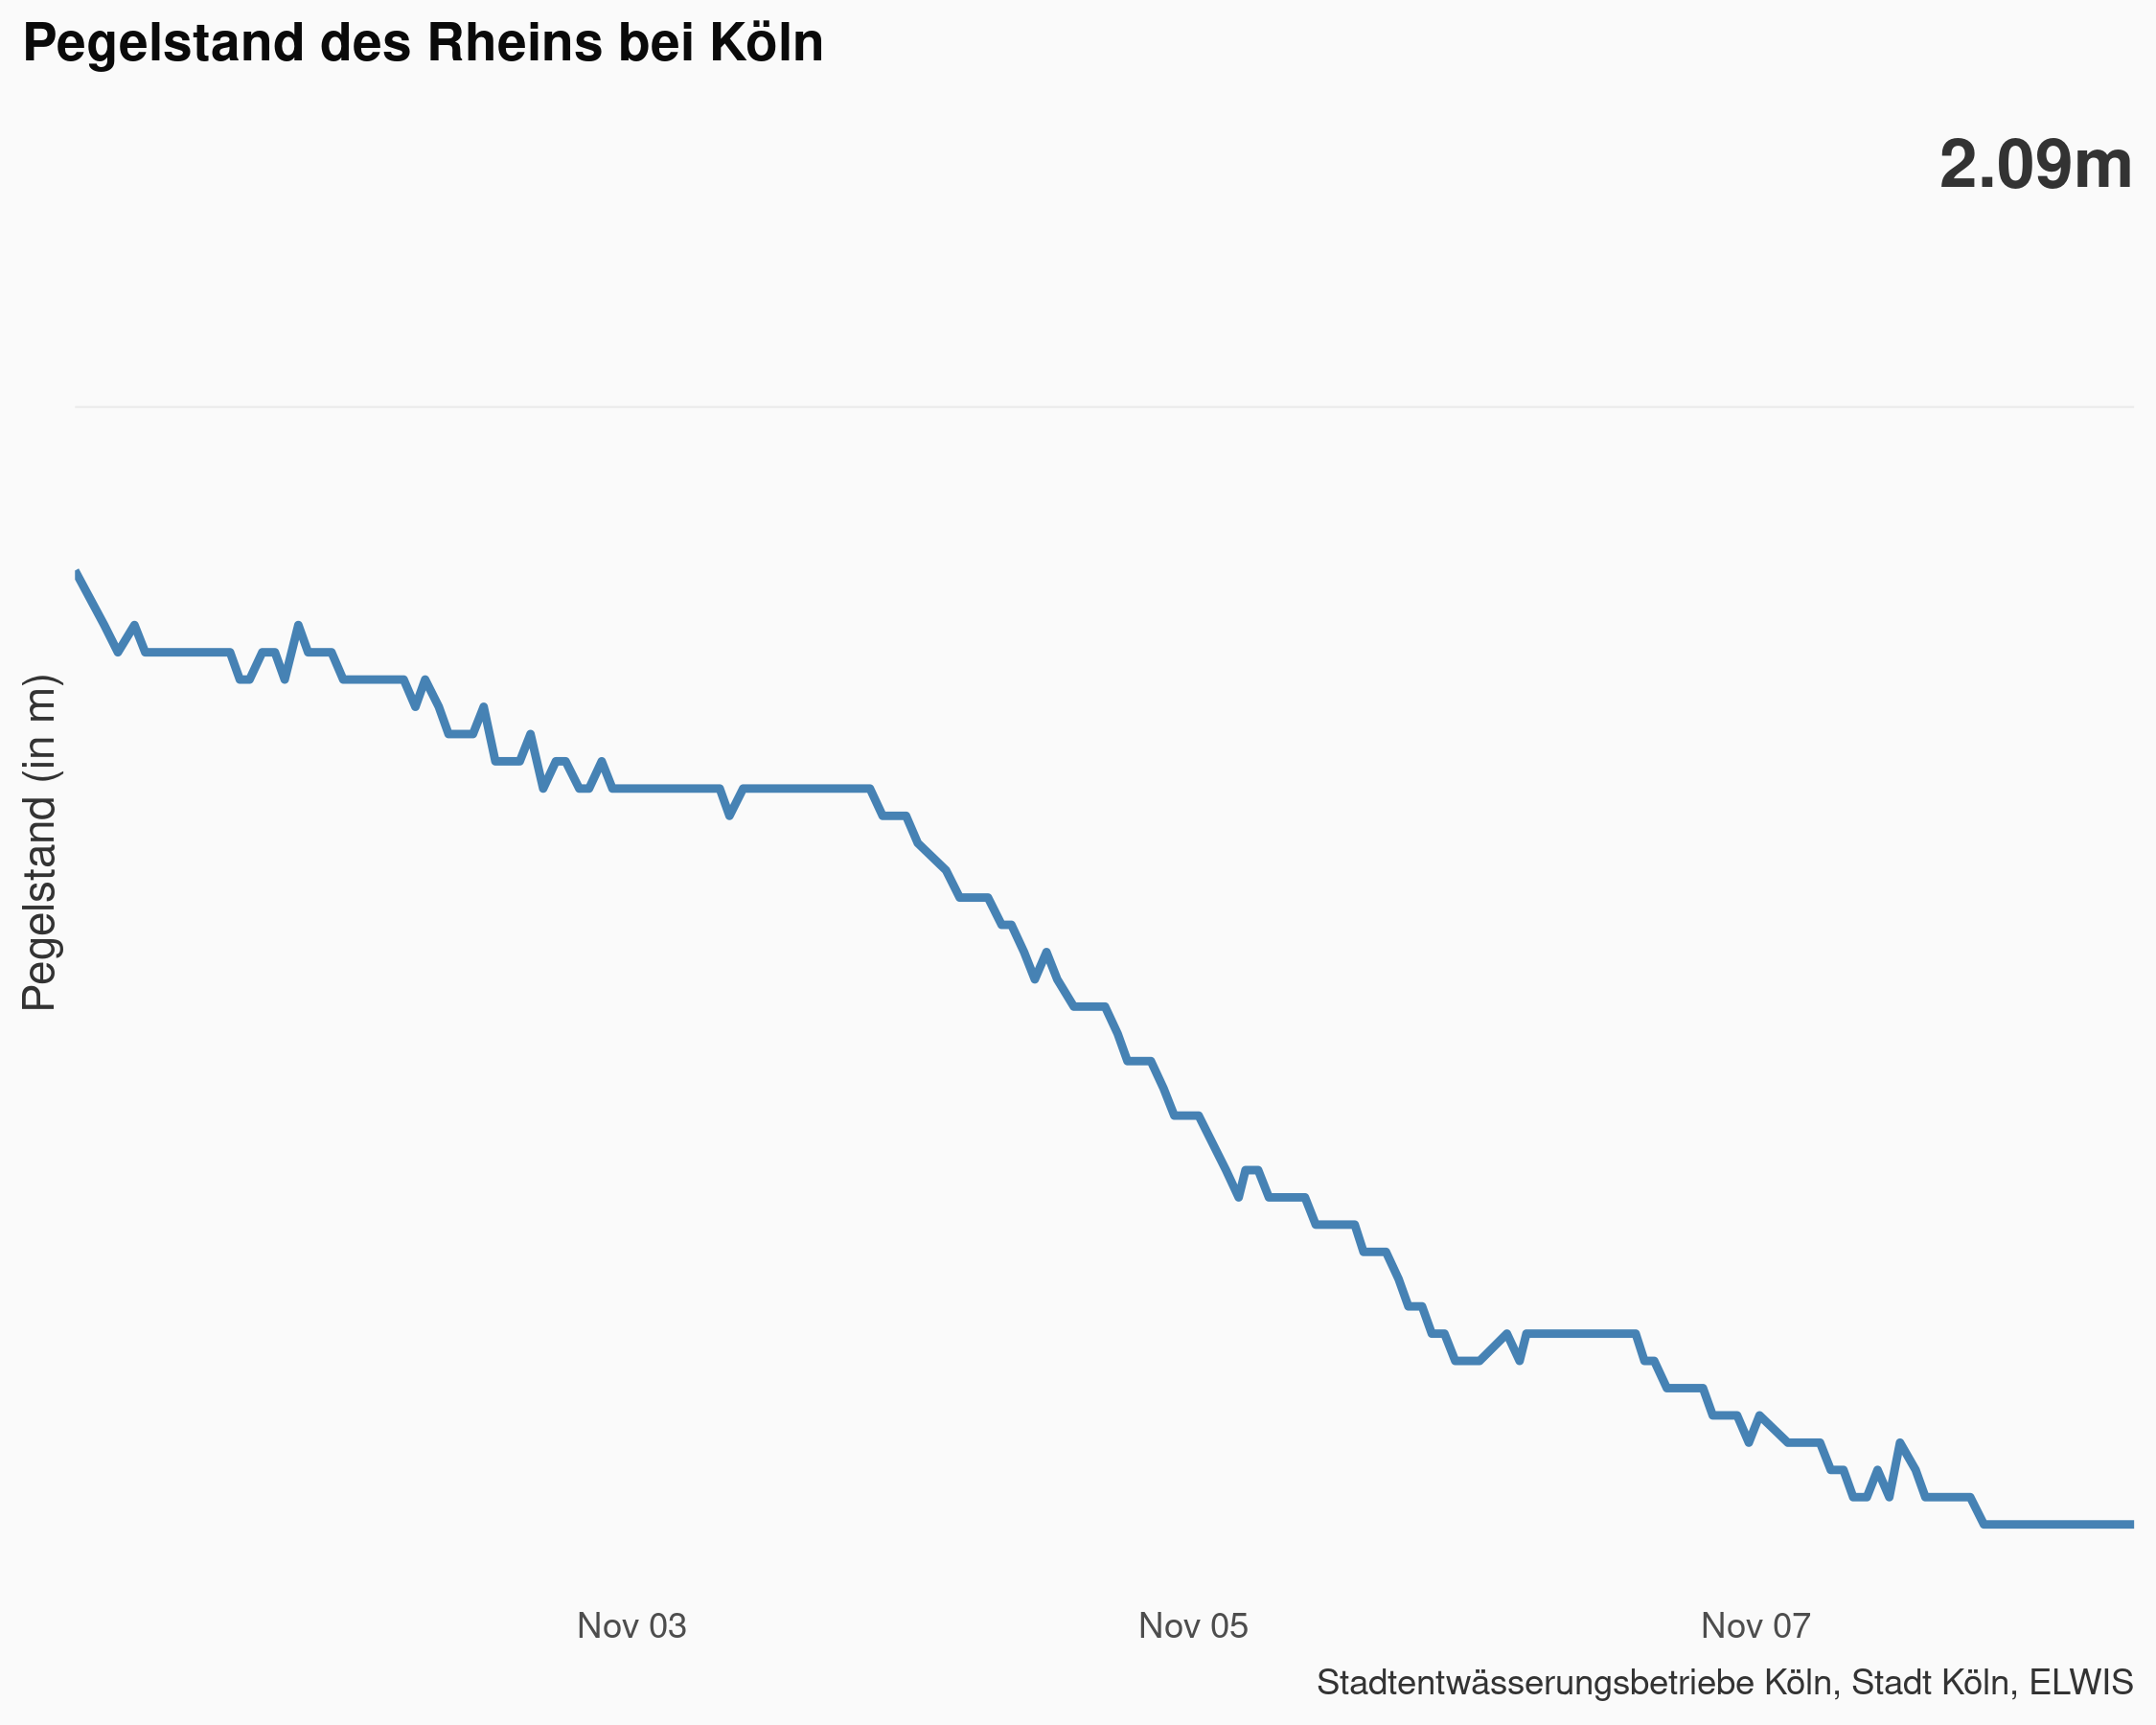 Pegelstand des Rheins bei Köln
2.09m
Pegelstand (in m)
Nov 03
Nov 05
Nov 07
Stadtentwässerungsbetriebe Köln, Stadt Köln, ELWIS